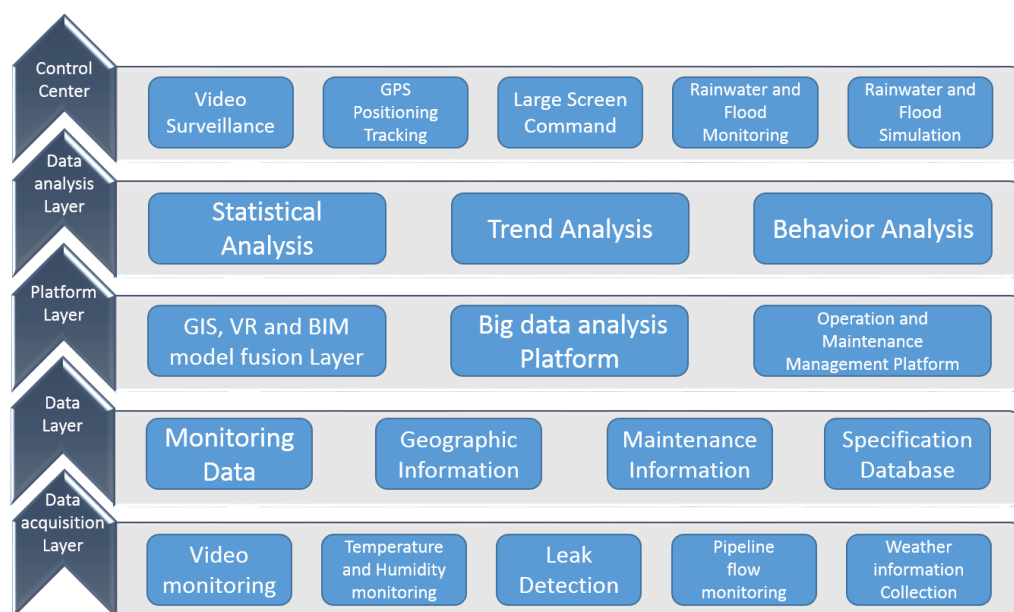 Control
Center
Video
Surveillance
GPS
Positioning
Tracking
Large Screen
Command
Rainwater and
Flood
Monitoring
Rainwater and
Flood
Simulation
Data
analysis
Layer
Statistical
Analysis
Trend Analysis
Behavior Analysis
Platform
Layer
GIS, VR and BIM
model fusion Layer
Big data analysis
Platform
Operation and
Maintenance
Management Platform
Data
Layer
Monitoring
Data
Geographic
Information
Maintenance
Information
Specification
Database
Data
acquisition
Layer
Video
monitoring
Temperature
and Humidity
monitoring
Leak
Detection
Pipeline
flow
monitoring
Weather
information
Collection